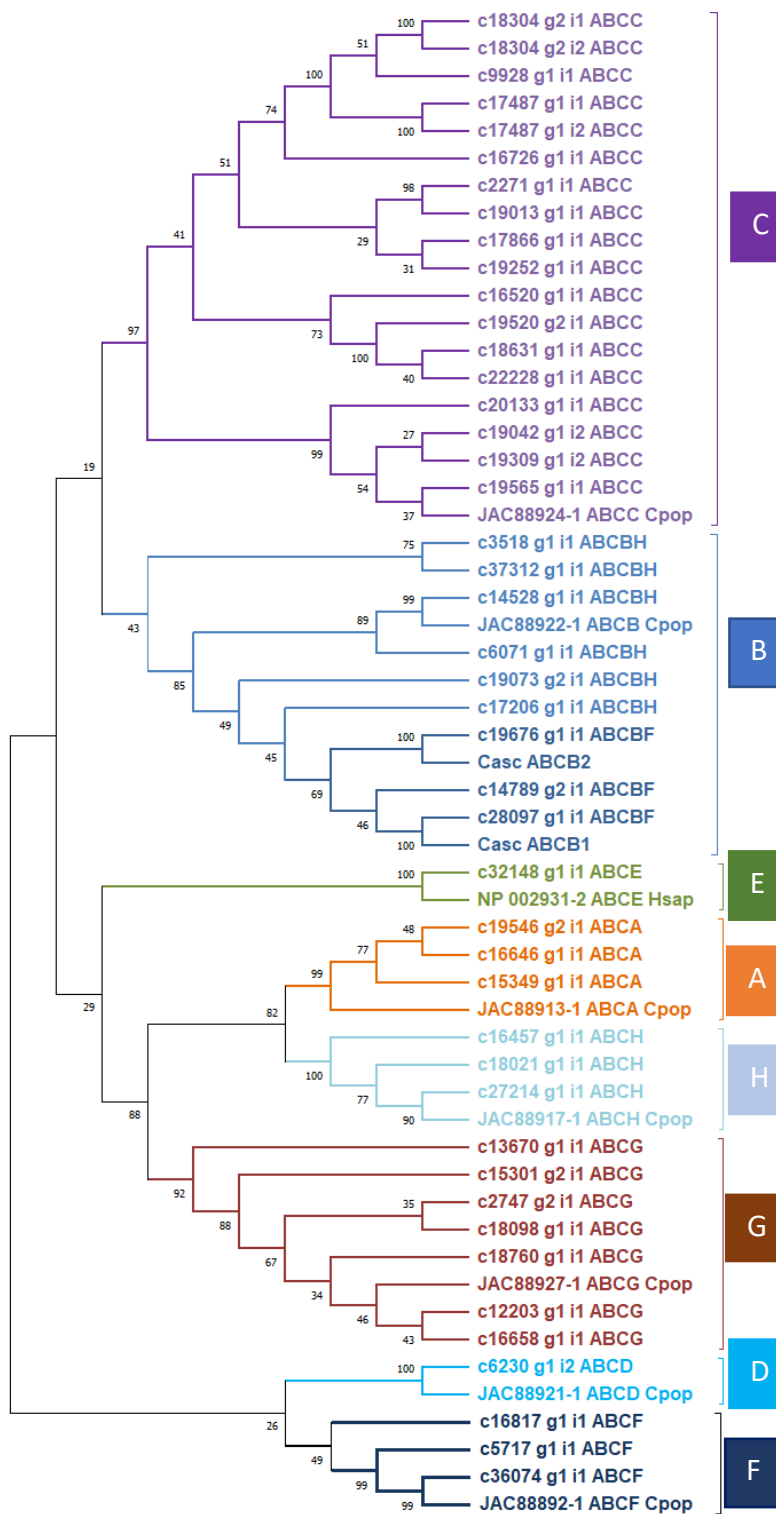 c18304 g2 i1 ABCC
100
c18304 g2 i2 ABCC
51
c9928 g1 i1 ABCC
100
c17487 g1 i1 ABCC
74
c17487 g1 i2 ABCC
100
c16726 g1 i1 ABCC
51
c2271 g1 i1 ABCC
98
c19013 g1 i1 ABCC
C
c17866 g1 i1 ABCC
41
29
c19252 g1 i1 ABCC
31
c16520 g1 i1 ABCC
c19520 g2 i1 ABCC
97
73
c18631 g1 i1 ABCC
100
c22228 g1 i1 ABCC
40
c20133 g1 i1 ABCC
c19042 g1 i2 ABCC
27
c19309 g1 i2 ABCC
99
19
c19565 g1 i1 ABCC
54
JAC88924-1 ABCC Cpop
37
c3518 g1 i1 ABCBH
75
c37312 g1 i1 ABCBH
c14528 g1 i1 ABCBH
99
JAC88922-1 ABCB Cpop
43
89
c6071 g1 i1 ABCBH
B
c19073 g2 i1 ABCBH
85
c17206 g1 i1 ABCBH
49
c19676 g1 i1 ABCBF
45
100
Casc ABCB2
c14789 g2 i1 ABCBF
69
c28097 g1 i1 ABCBF
46
Casc ABCB1
100
c32148 g1 i1 ABCE
100
E
NP 002931-2 ABCE Hsap
c19546 g2 i1 ABCA
48
c16646 g1 i1 ABCA
77
c15349 g1 i1 ABCA
99
A
JAC88913-1 ABCA Cpop
29
82
c16457 g1 i1 ABCH
c18021 g1 i1 ABCH
100
H
c27214 g1 i1 ABCH
77
JAC88917-1 ABCH Cpop
90
88
c13670 g1 i1 ABCG
c15301 g2 i1 ABCG
92
c2747 g2 i1 ABCG
35
88
c18098 g1 i1 ABCG
G
c18760 g1 i1 ABCG
67
JAC88927-1 ABCG Cpop
34
c12203 g1 i1 ABCG
46
c16658 g1 i1 ABCG
43
c6230 g1 i2 ABCD
100
D
JAC88921-1 ABCD Cpop
c16817 g1 i1 ABCF
26
c5717 g1 i1 ABCF
49
F
c36074 g1 i1 ABCF
99
JAC88892-1 ABCF Cpop
99